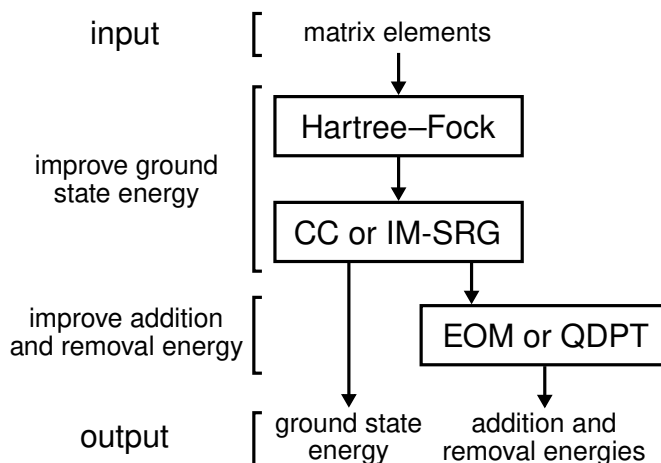 input
matrix elements
Hartree–Fock
improve ground
state energy
CC or IM-SRG
improve addition
and removal energy
EOM or QDPT
output
ground state
energy
addition and
removal energies